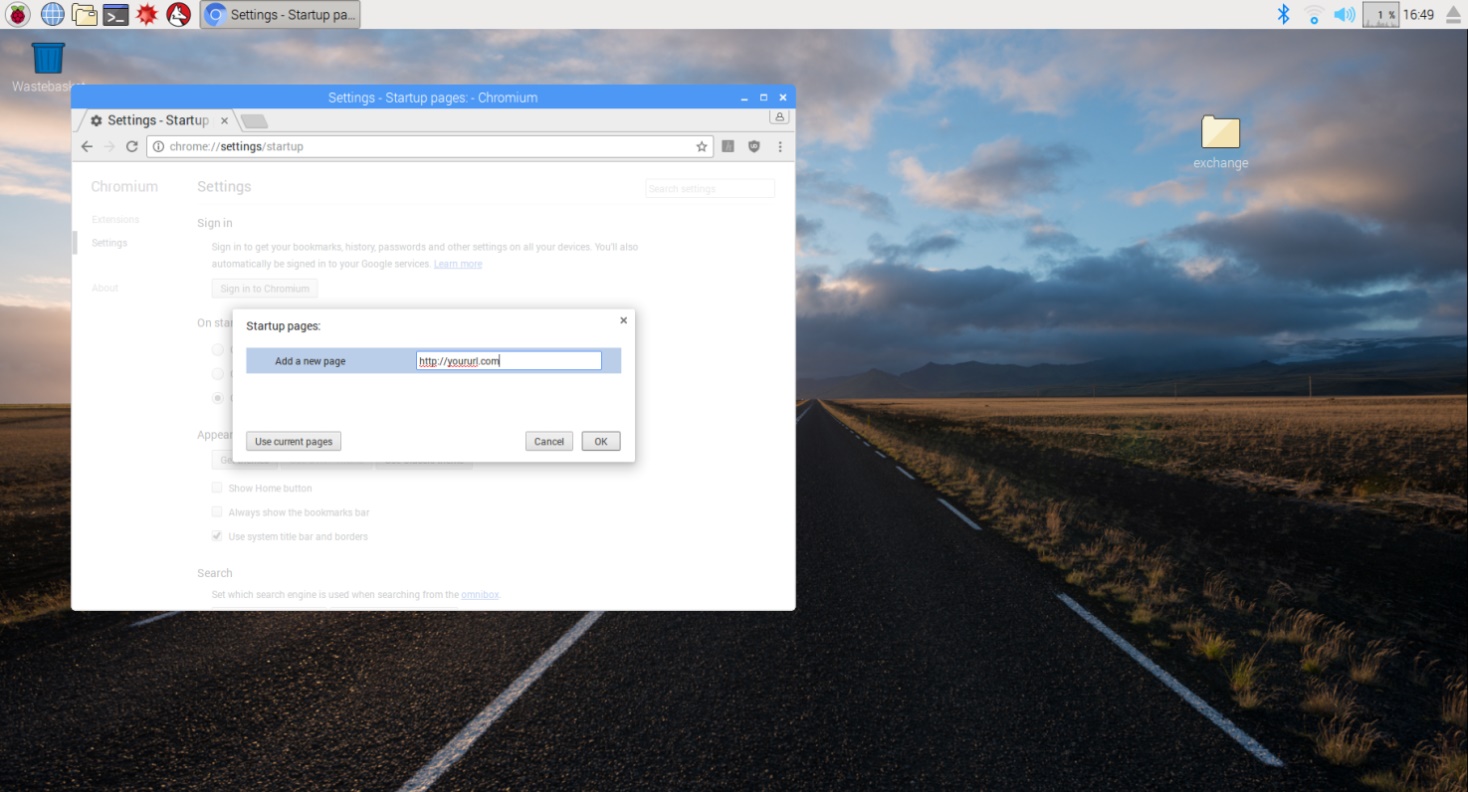 Settings - Startup pa...
1 %
16:49
Wastebasket
exchange
Settings - Startup pages: - Chromium
Settings - Startup
chrome://settings/startup
Chromium
Settings
Search settings
Extensions
Settings
About
Sign in
Sign in to get your bookmarks, history, passwords and other settings on all your devices. You'll also
automatically be signed in to your Google services. Learn more
Sign in to Chromium
On star
Startup pages:
Add a new page
http://yoururl.com
Use current pages
Cancel
OK
Appear
Show Home button
Always show the bookmarks bar
Use system title bar and borders
Search
Set which search engine is used when searching from the omnibox.